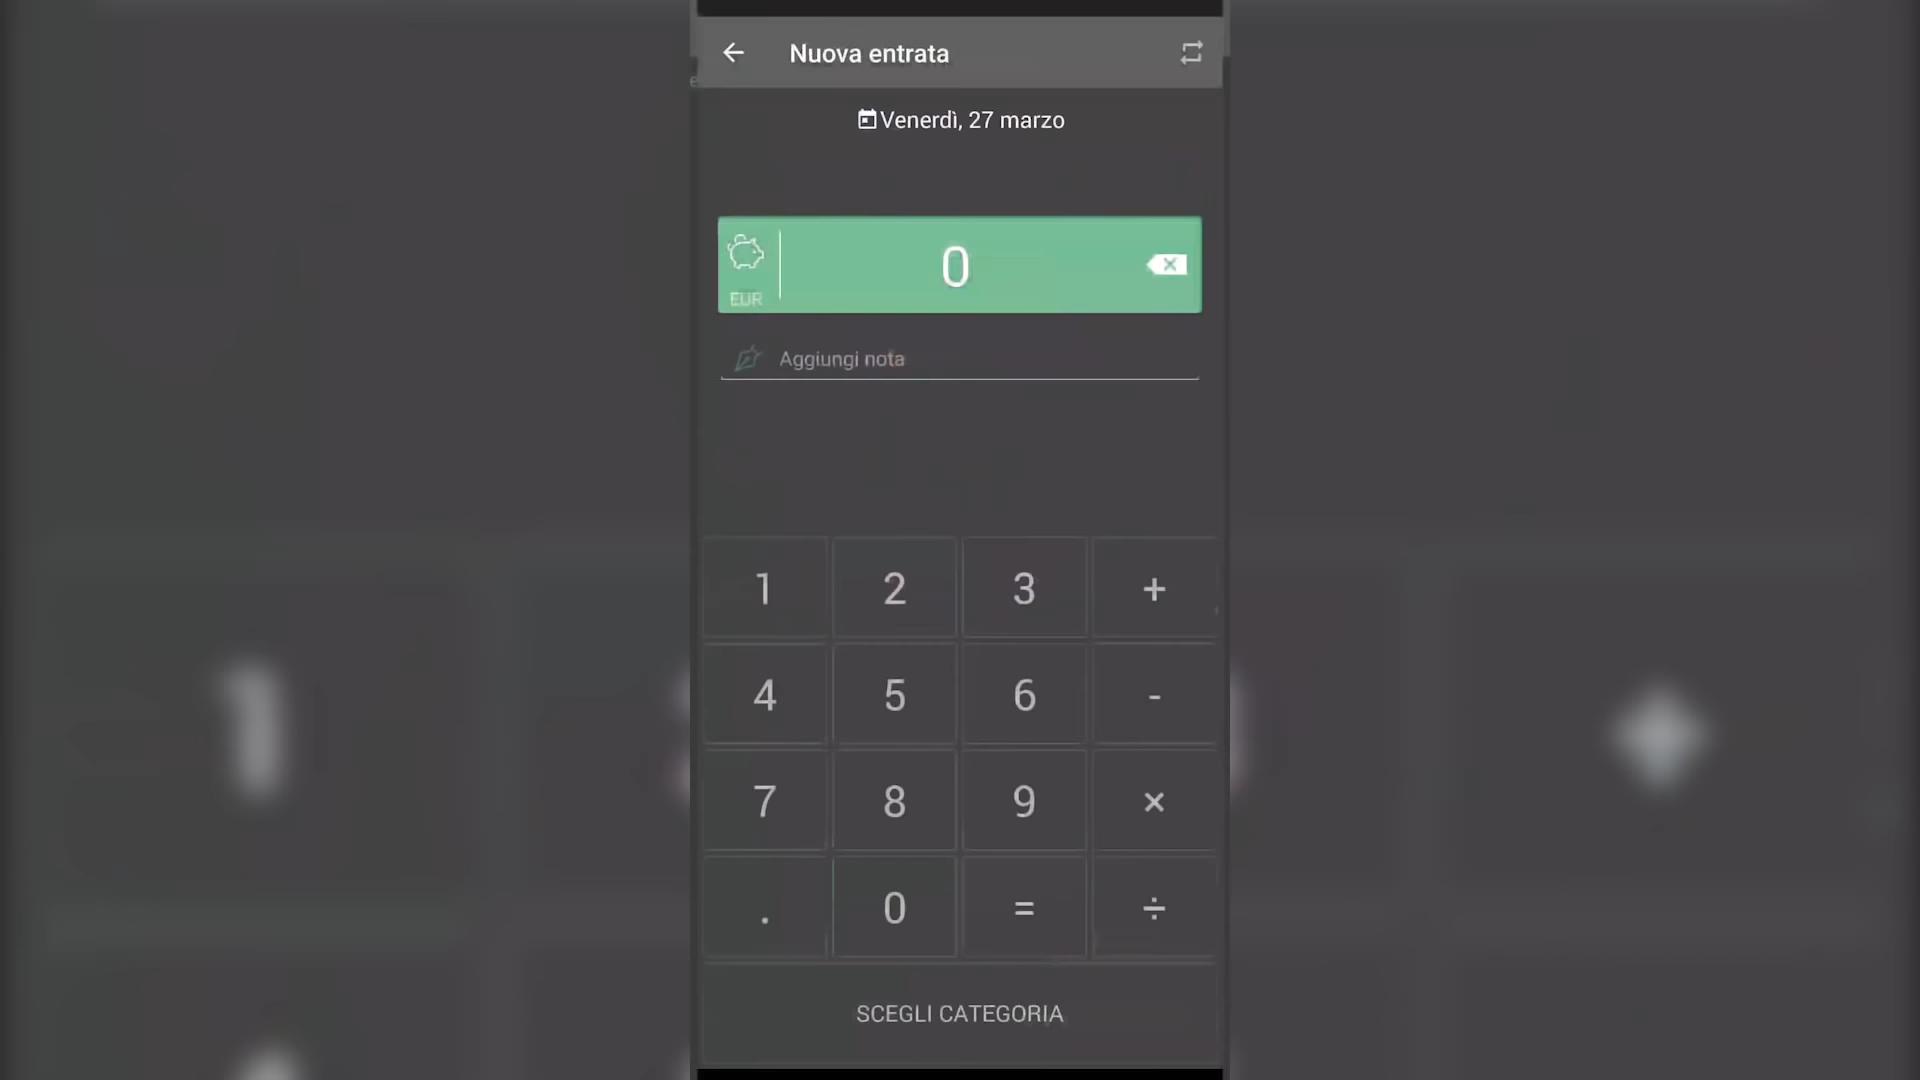 Nuova entrata
Venerdì, 27 marzo
0
EUR
Aggiungi nota
1 2 3 +
4 5 6 -
7 8 9 ×
. 0 = ÷
SCEGLI CATEGORIA